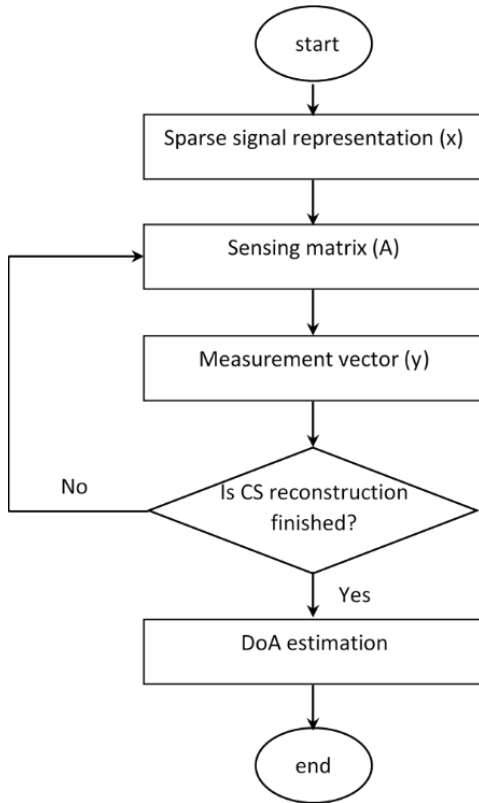 start
Sparse signal representation (x)
Sensing matrix (A)
Measurement vector (y)
Is CS reconstruction
finished?
No
Yes
DoA estimation
end